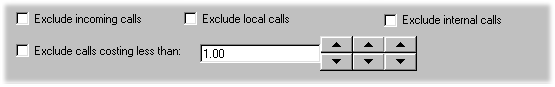 Exclude incoming calls Exclude local calls Exclude internal calls
Exclude calls costing less than: 1.00